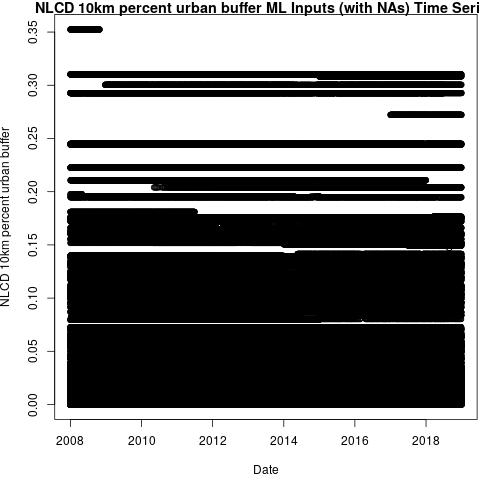 NLCD 10km percent urban buffer ML Inputs (with NAs) Time Seri
NLCD 10km percent urban buffer
0.35
0.30
0.25
0.20
0.15
0.10
0.05
0.00
2008 2010 2012 2014 2016 2018
Date